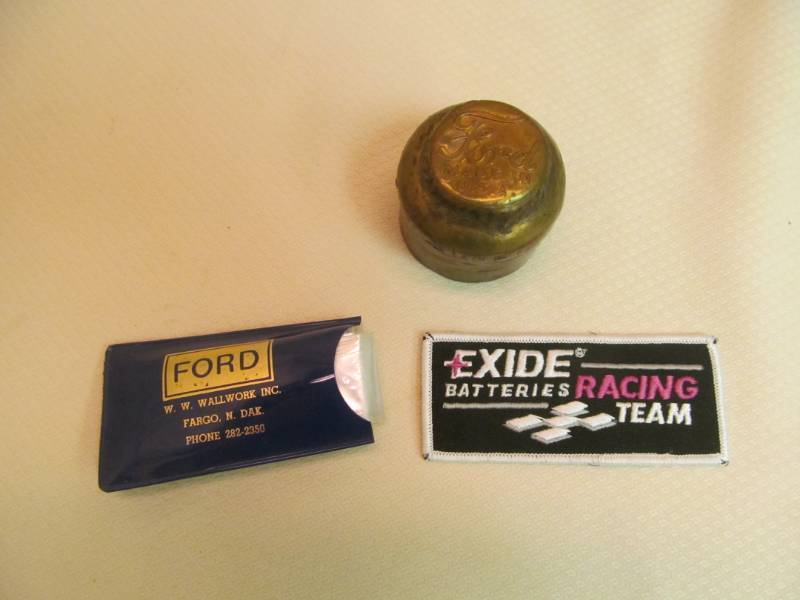 Ford
FORD
W. W. WALLWORK INC.
FARGO, N. DAK.
PHONE 282-2350
EXIDE®
BATTERIES RACING
TEAM